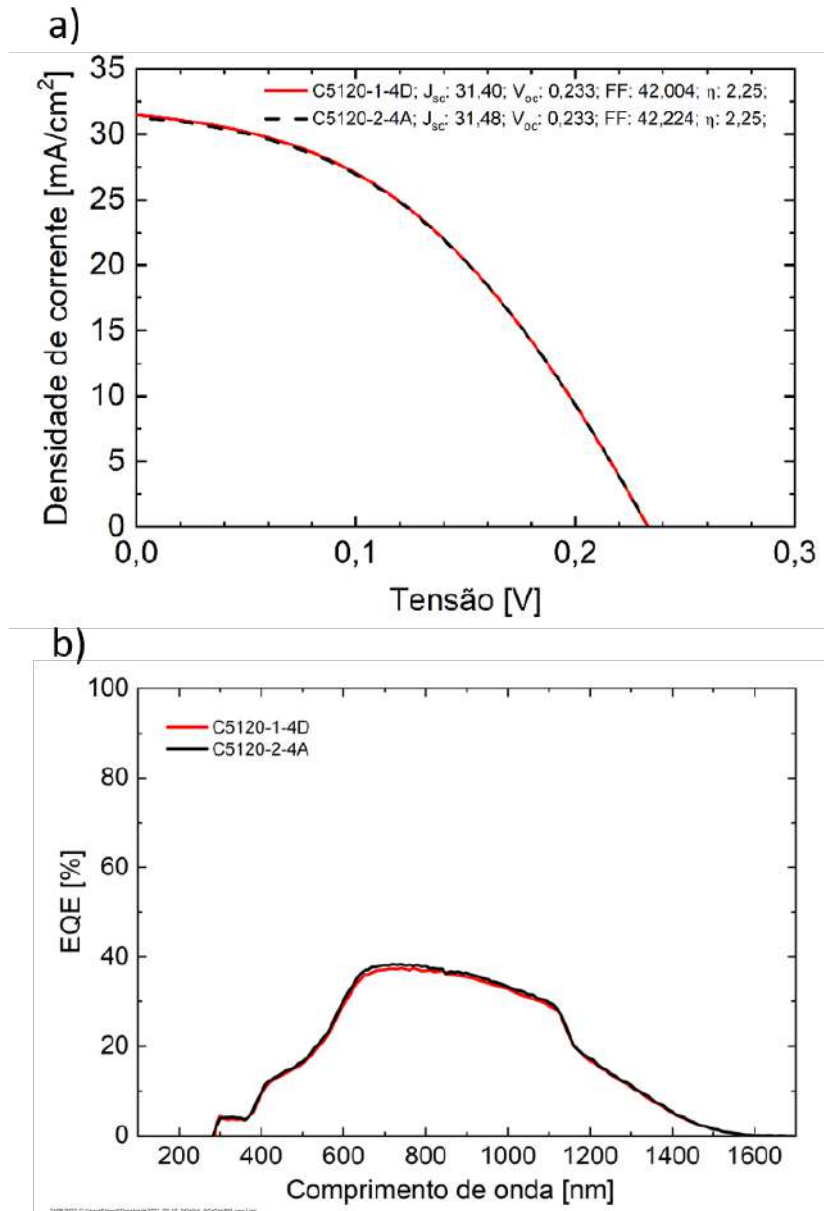 a)
35
30
25
20
15
10
5
0
Densidade de corrente [mA/cm²]
C5120-1-4D; Jsc: 31,40; Voc: 0,233; FF: 42,004; η: 2,25;
C5120-2-4A; Jsc: 31,48; Voc: 0,233; FF: 42,224; η: 2,25;
0,0 0,1 0,2 0,3
Tensão [V]
b)
100
80
60
40
20
0
EQE [%]
C5120-1-4D
C5120-2-4A
200 400 600 800 1000 1200 1400 1600
Comprimento de onda [nm]